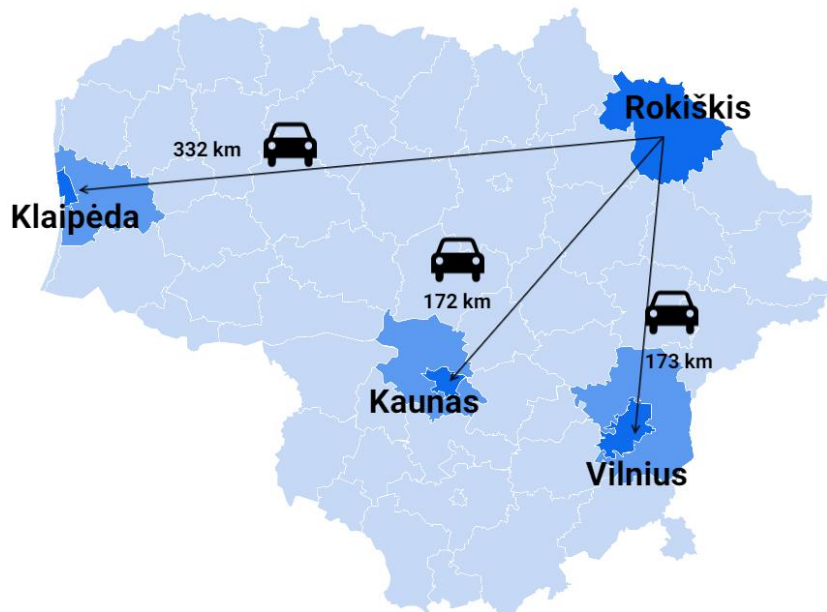 Rokiškis
332 km
Klaipėda
172 km
173 km
Kaunas
Vilnius